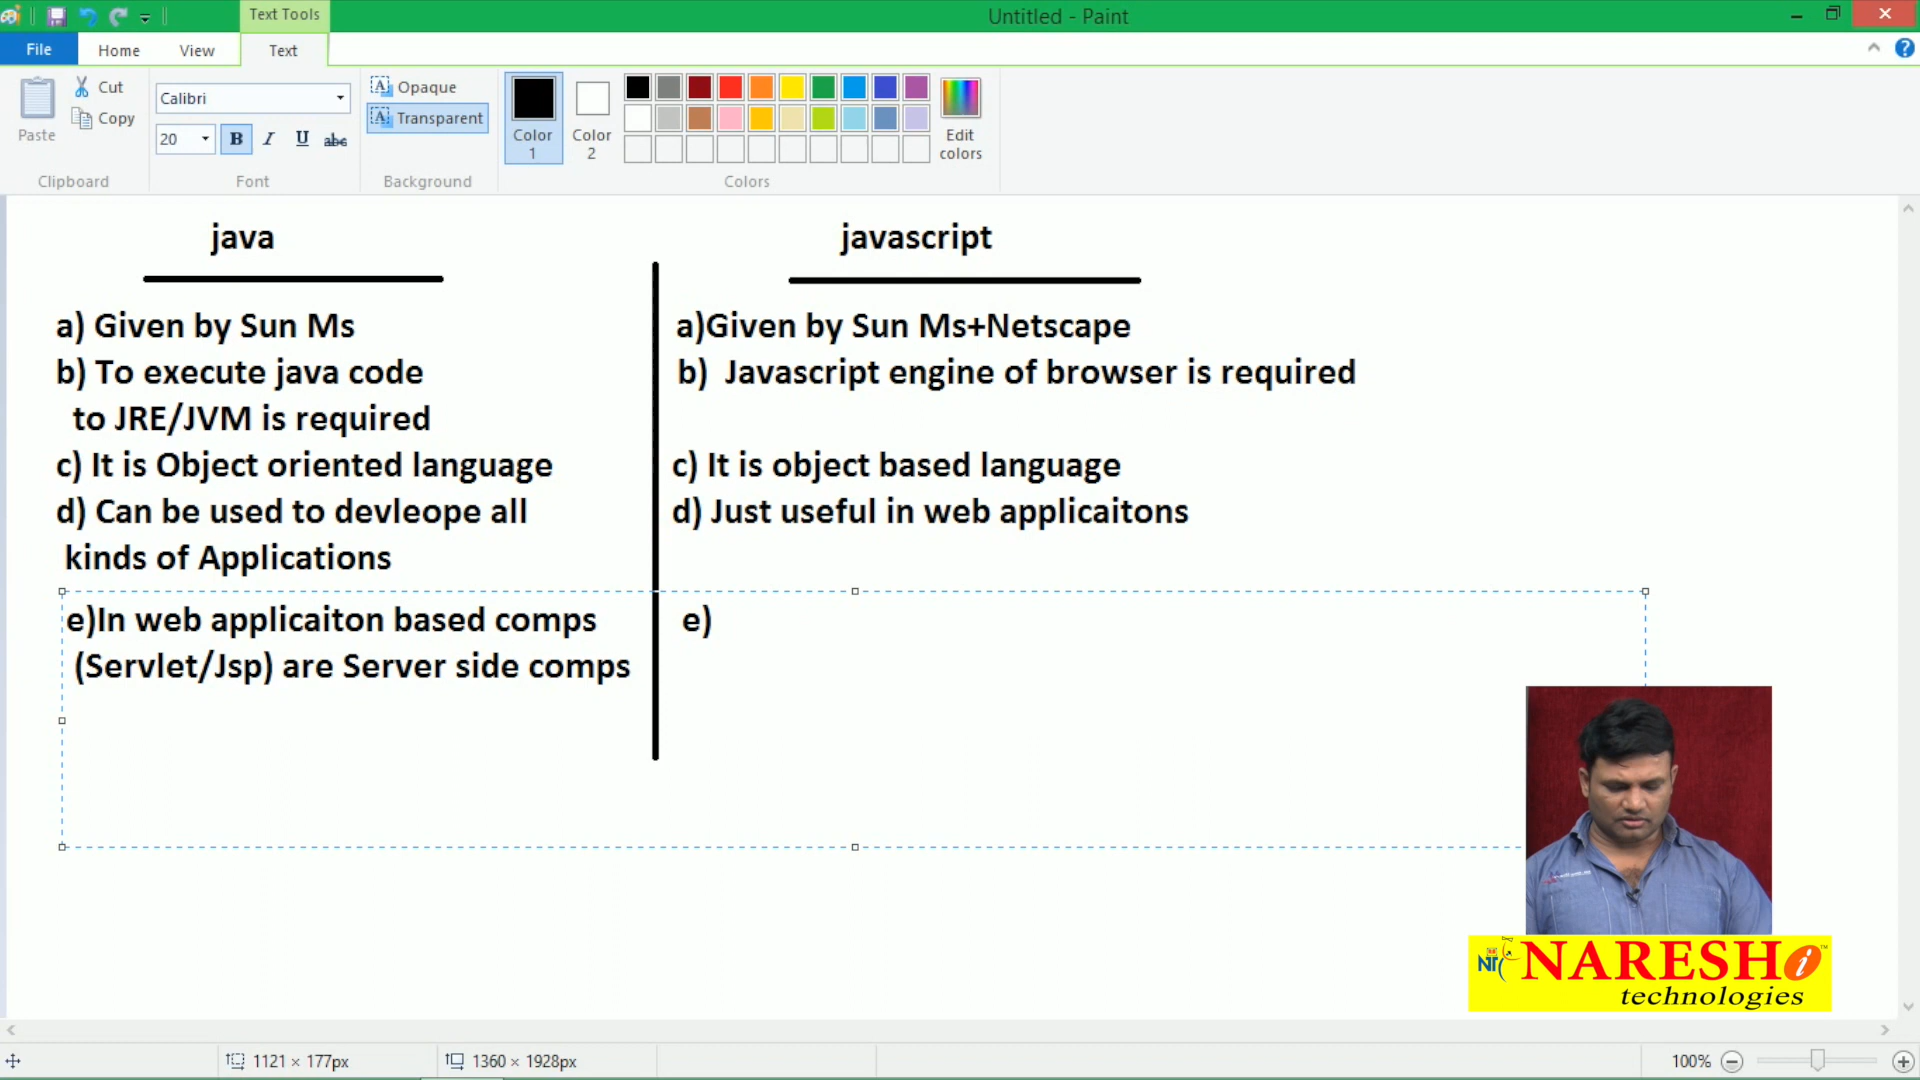 Text Tools
Untitled - Paint
File
Home
View
Text
Paste
Cut
Copy
Clipboard
Calibri
20
B
I
U
abc
Font
Opaque
Transparent
Background
Color
1
Color
2
Edit
colors
Colors
java
javascript
a) Given by Sun Ms
a)Given by Sun Ms+Netscape
b) To execute java code
b) Javascript engine of browser is required
to JRE/JVM is required
c) It is Object oriented language
c) It is object based language
d) Can be used to devleope all
d) Just useful in web applicaitons
kinds of Applications
e)In web applicaiton based comps
e)
(Servlet/Jsp) are Server side comps
NARESH i
technologies
1121 × 177px
1360 × 1928px
100%